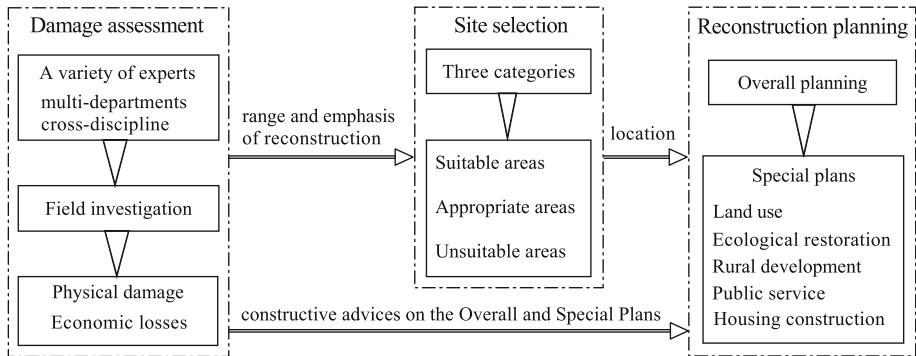 Damage assessment
A variety of experts
multi-departments
cross-discipline
Field investigation
Physical damage
Economic losses
range and emphasis
of reconstruction
constructive advices on the Overall and Special Plans
Site selection
Three categories
Suitable areas
Appropriate areas
Unsuitable areas
location
Reconstruction planning
Overall planning
Special plans
Land use
Ecological restoration
Rural development
Public service
Housing construction